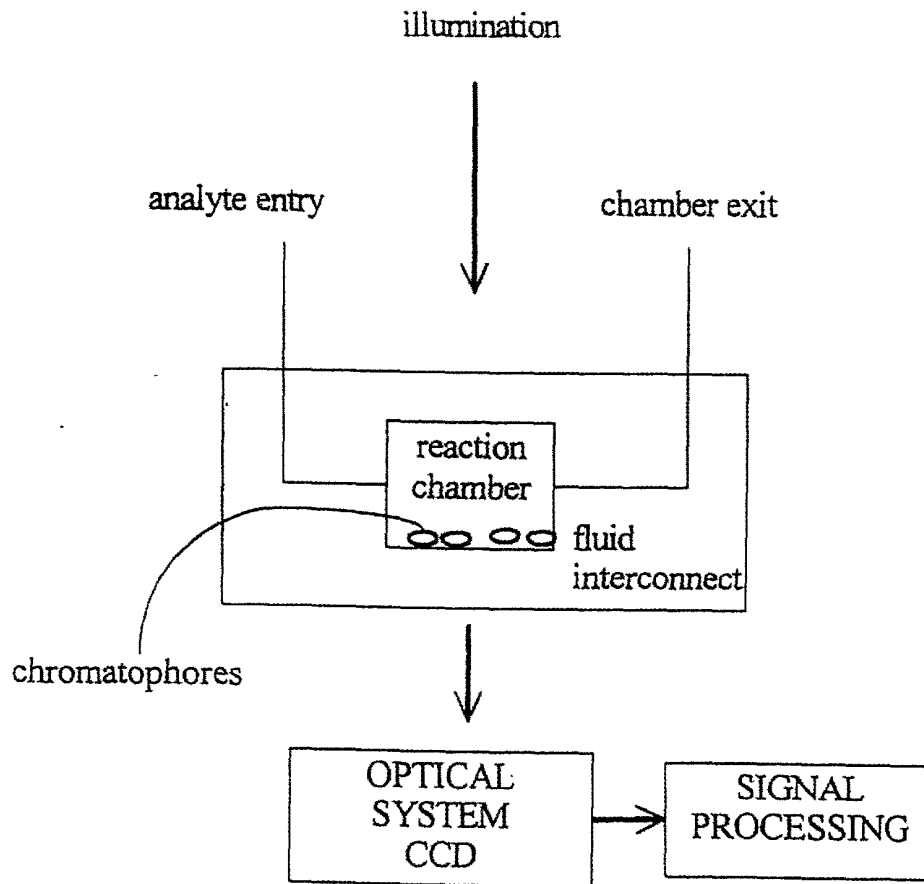 illumination
analyte entry
chamber exit
reaction
chamber
fluid
interconnect
chromatophores
OPTICAL
SYSTEM
CCD
SIGNAL
PROCESSING